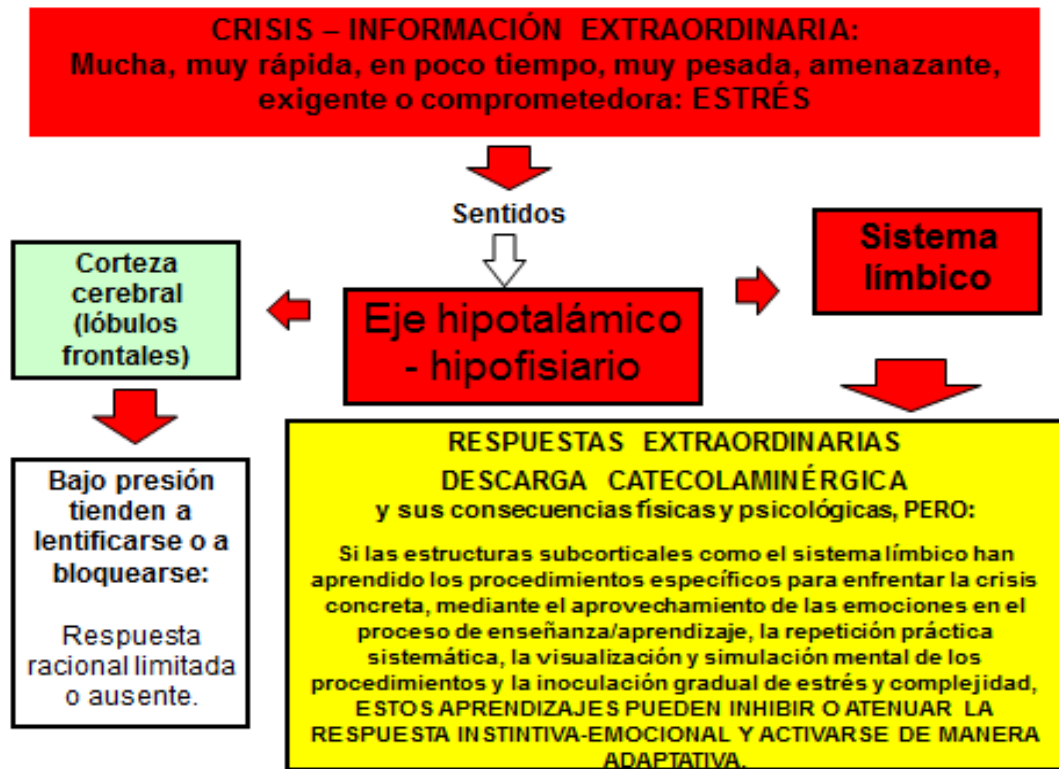 CRISIS – INFORMACIÓN EXTRAORDINARIA:
Mucha, muy rápida, en poco tiempo, muy pesada, amenazante,
exigente o comprometedora: ESTRÉS
Sentidos
Corteza
cerebral
(lóbulos
frontales)
Eje hipotalámico
- hipofisiario
Sistema
límbico
Bajo presión
tienden a
lentificarse o a
bloquearse:
Respuesta
racional limitada
o ausente.
RESPUESTAS EXTRAORDINARIAS
DESCARGA CATECOLAMINÉRGICA
y sus consecuencias físicas y psicológicas, PERO:
Si las estructuras subcorticales como el sistema límbico han
aprendido los procedimientos específicos para enfrentar la crisis
concreta, mediante el aprovechamiento de las emociones en el
proceso de enseñanza/aprendizaje, la repetición práctica
sistemática, la visualización y simulación mental de los
procedimientos y la inoculación gradual de estrés y complejidad,
ESTOS APRENDIZAJES PUEDEN INHIBIR O ATENUAR LA
RESPUESTA INSTINTIVA-EMOCIONAL Y ACTIVARSE DE MANERA
ADAPTATIVA.